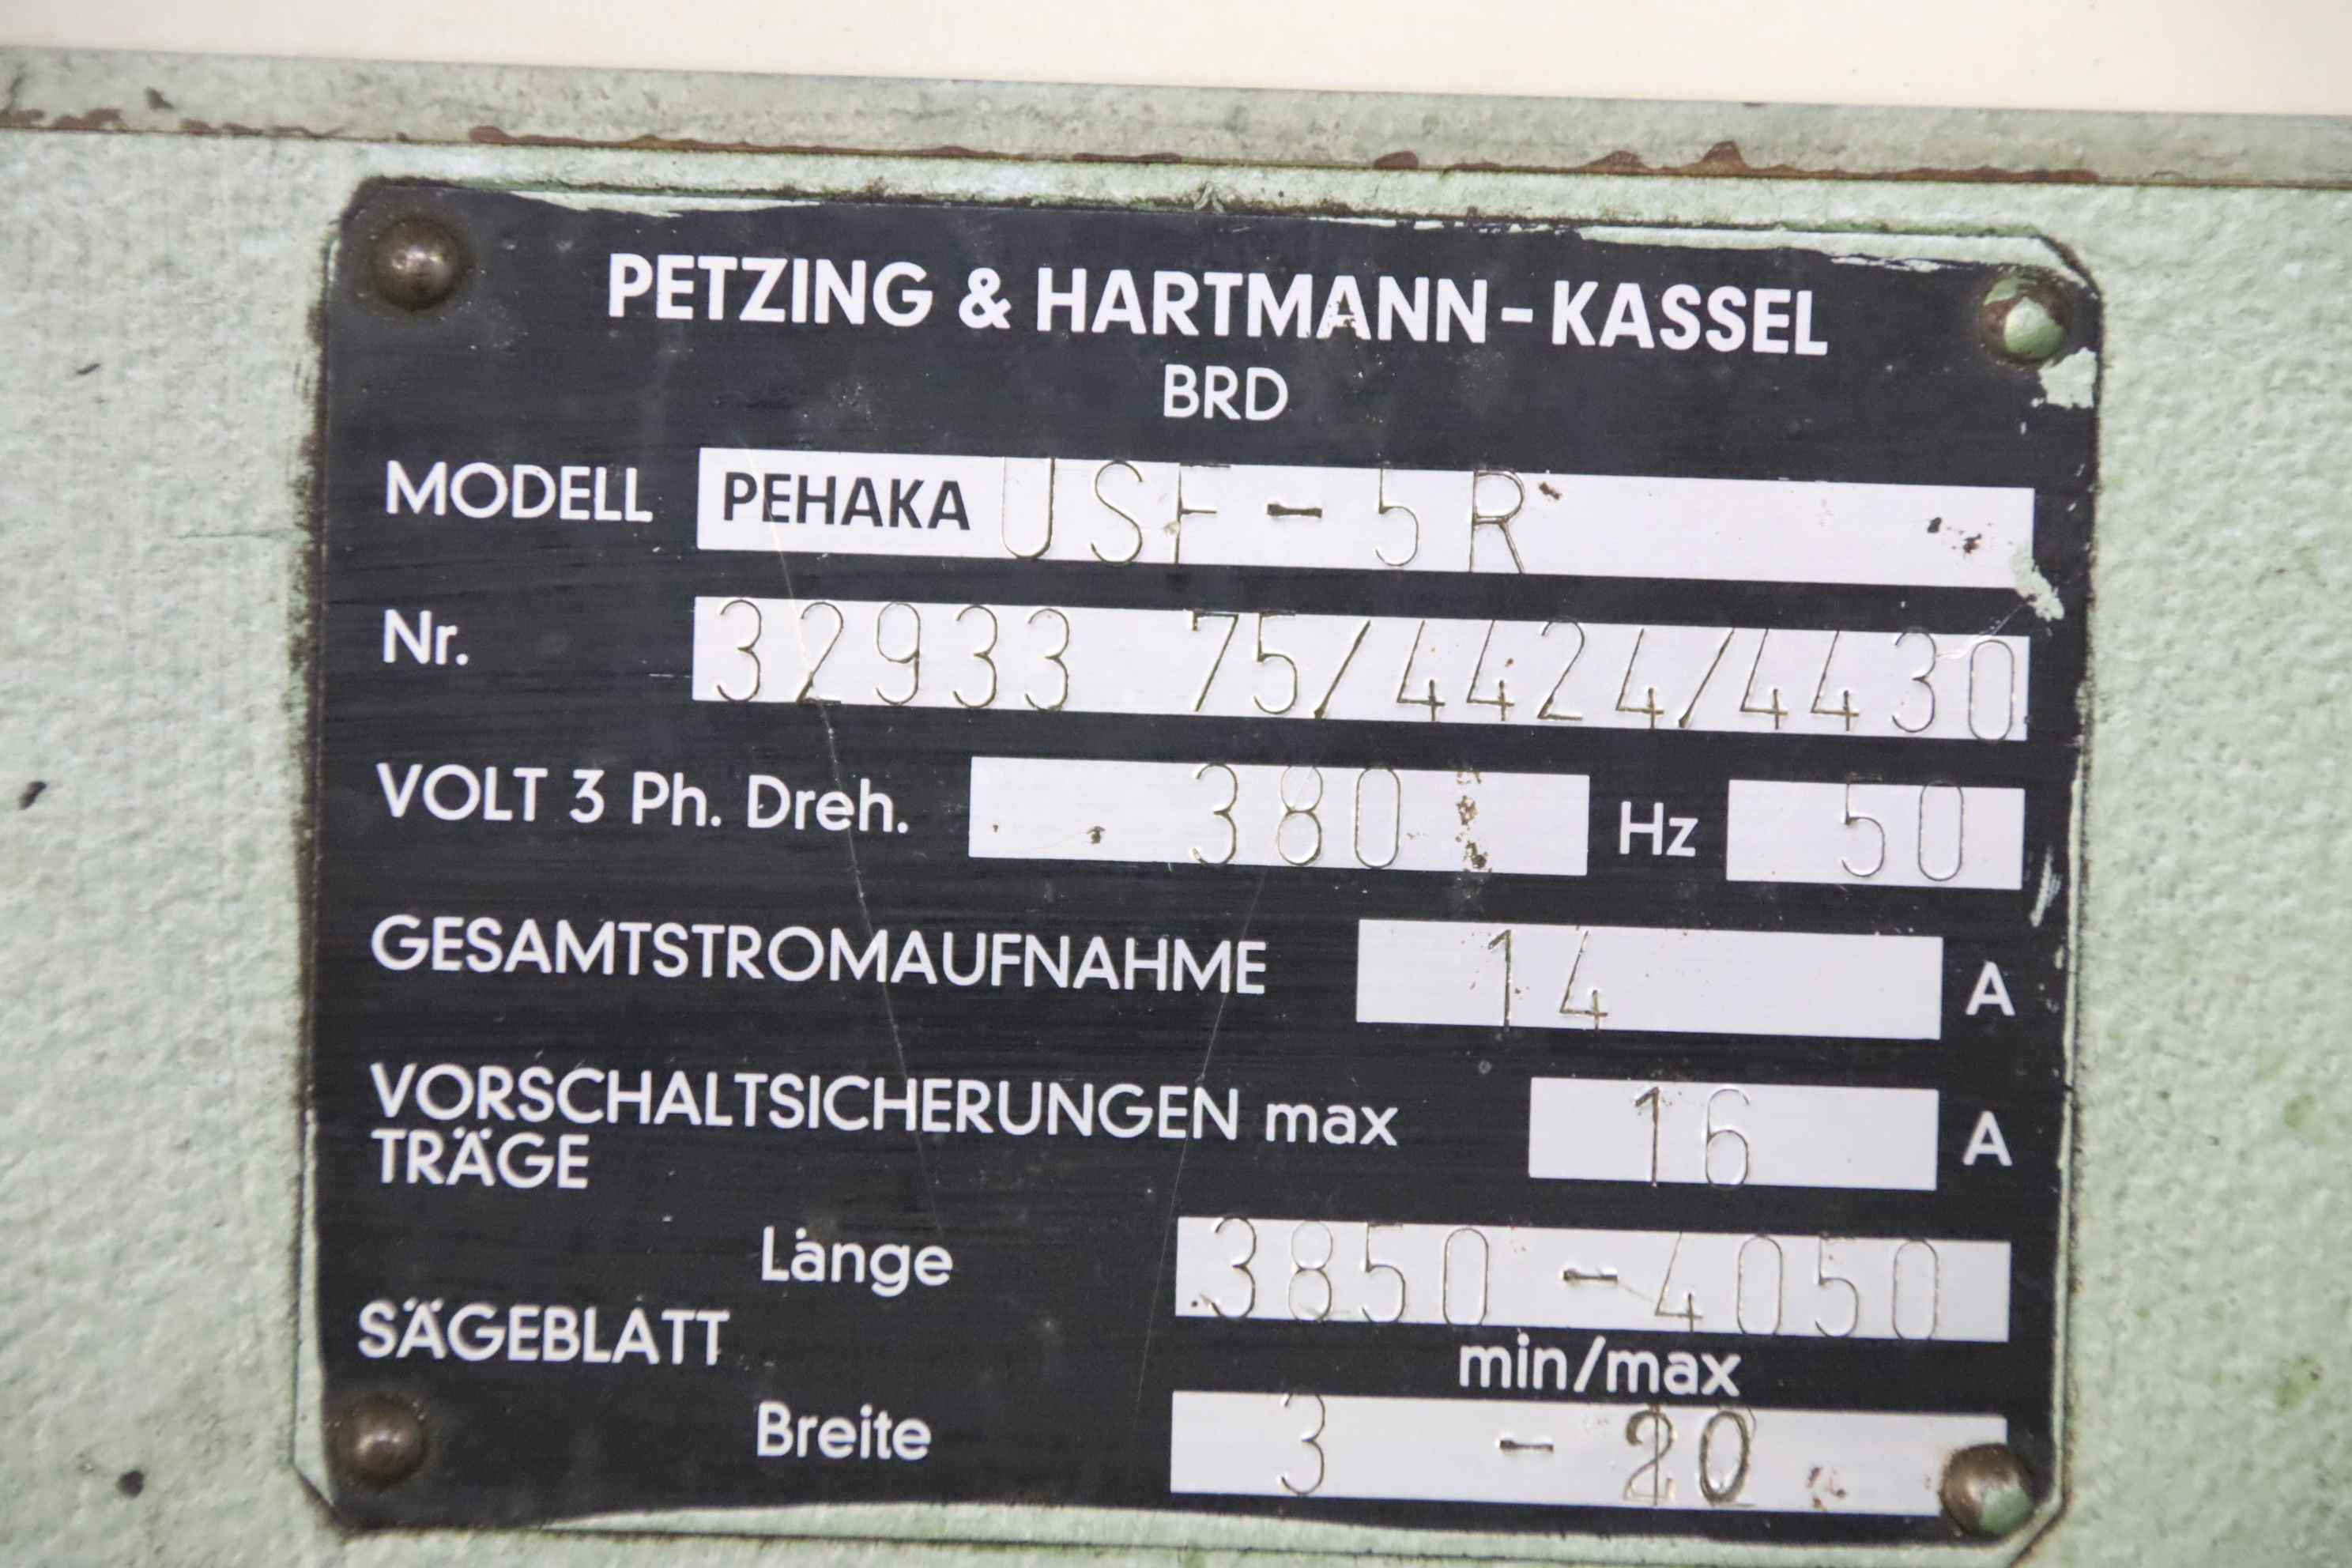 PETZING & HARTMANN-KASSEL
BRD
MODELL PEHAKA USF-5R
Nr. 32933 75/4424/4430
VOLT 3 Ph. Dreh. 380 Hz 50
GESAMTSTROMAUFNAHME 14 A
VORSCHALTSICHERUNGEN max 16 A
TRÄGE
Länge 3850-4050
SÄGEBLATT min/max
Breite 3 - 20